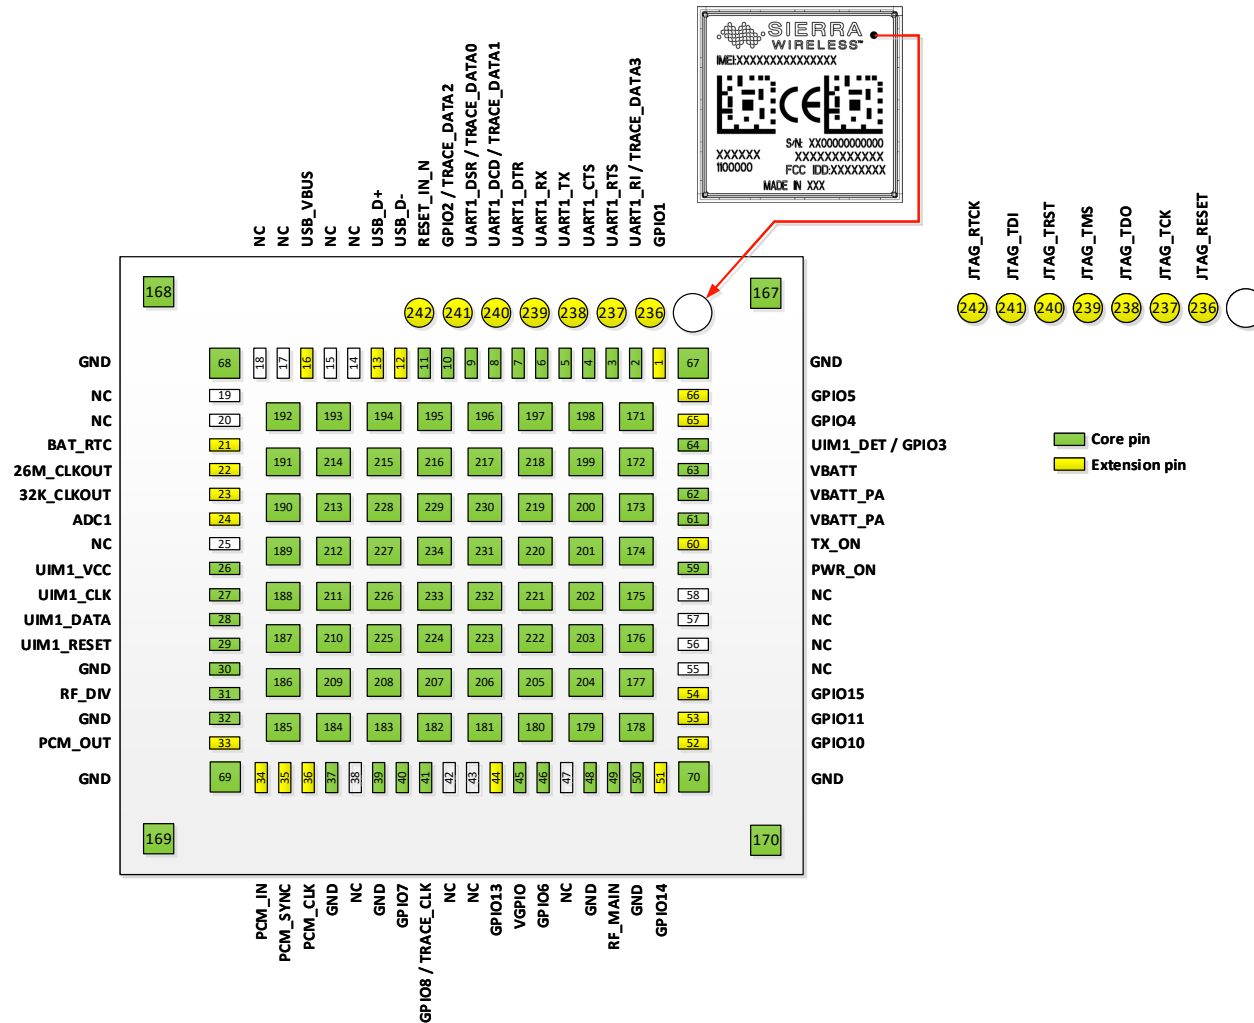 SIERRA
WIRELESS™
IMEI:XXXXXXXXXXXXXXX
CE
S/N: XX00000000000
XXXXXX
XXXXXXXXXXXXX
1100000
FCC IDD:XXXXXXXX
MADE IN XXX
NC
NC
USB_VBUS
NC
NC
USB_D+
USB_D-
RESET_IN_N
GPIO2 / TRACE_DATA2
UART1_DSR / TRACE_DATA0
UART1_DCD / TRACE_DATA1
UART1_DTR
UART1_RX
UART1_TX
UART1_CTS
UART1_RTS
UART1_RI / TRACE_DATA3
GPIO1
JTAG_RTCK
JTAG_TDI
JTAG_TRST
JTAG_TMS
JTAG_TDO
JTAG_TCK
JTAG_RESET
242 241 240 239 238 237 236
168 167
242 241 240 239 238 237 236
GND 68 18 17 16 15 14 13 12 11 10 9 8 7 6 5 4 3 2 1 67 GND
NC 19 66 GPIO5
192 193 194 195 196 197 198 171
NC 20 65 GPIO4
BAT_RTC 21 64 UIM1_DET / GPIO3
191 214 215 216 217 218 199 172
26M_CLKOUT 22 63 VBATT
32K_CLKOUT 23 62 VBATT_PA
190 213 228 229 230 219 200 173
ADC1 24 61 VBATT_PA
NC 25 60 TX_ON
189 212 227 234 231 220 201 174
UIM1_VCC 26 59 PWR_ON
UIM1_CLK 27 58 NC
188 211 226 233 232 221 202 175
UIM1_DATA 28 57 NC
187 210 225 224 223 222 203 176
UIM1_RESET 29 56 NC
GND 30 55 NC
186 209 208 207 206 205 204 177
RF_DIV 31 54 GPIO15
GND 32 53 GPIO11
185 184 183 182 181 180 179 178
PCM_OUT 33 52 GPIO10
GND 69 34 35 36 37 38 39 40 41 42 43 44 45 46 47 48 49 50 51 70 GND
169 170
PCM_IN
PCM_SYNC
PCM_CLK
GND
NC
GND
GPIO7
GPIO8 / TRACE_CLK
NC
NC
GPIO13
VGPIO
GPIO6
NC
GND
RF_MAIN
GND
GPIO14
Core pin
Extension pin